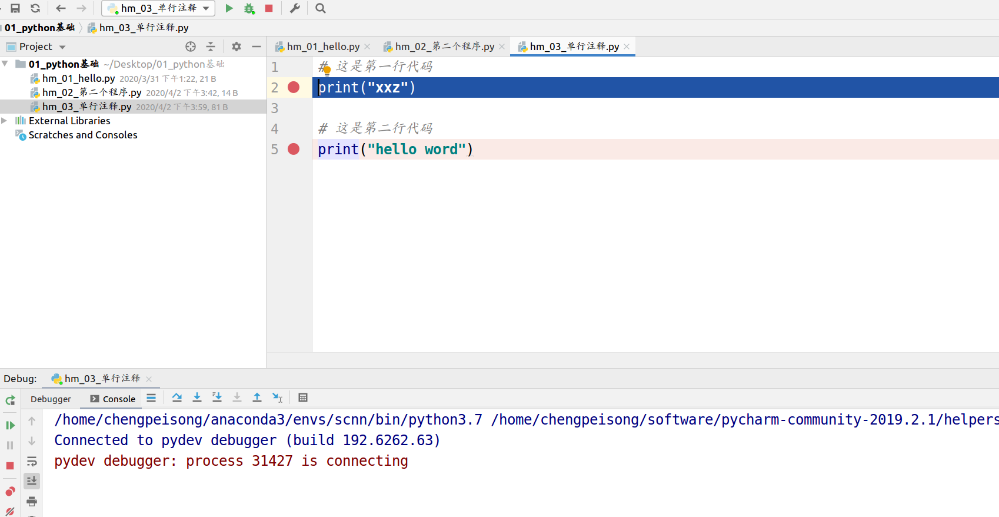 hm_03_单行注释
01_python基础 hm_03_单行注释.py
Project
hm_01_hello.py hm_02_第二个程序.py hm_03_单行注释.py
01_python基础 ~/Desktop/01_python基础
hm_01_hello.py 2020/3/31 下午1:22, 21 B
hm_02_第二个程序.py 2020/4/2 下午3:42, 14 B
hm_03_单行注释.py 2020/4/2 下午3:59, 81 B
External Libraries
Scratches and Consoles
1 # 这是第一行代码
2 print("xxz")
3
4 # 这是第二行代码
5 print("hello word")
Debug: hm_03_单行注释
Debugger Console
/home/chengpeisong/anaconda3/envs/scnn/bin/python3.7 /home/chengpeisong/software/pycharm-community-2019.2.1/helpers
Connected to pydev debugger (build 192.6262.63)
pydev debugger: process 31427 is connecting